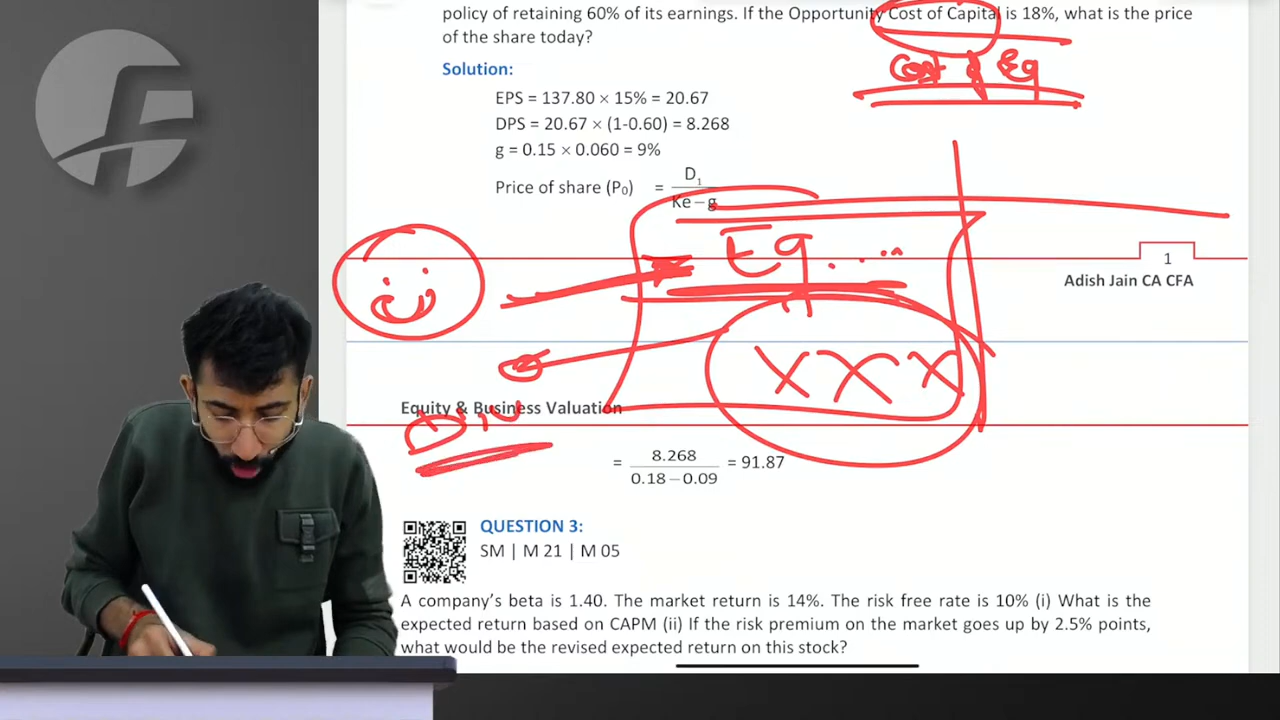 policy of retaining 60% of its earnings. If the Opportunity Cost of Capital is 18%, what is the price
of the share today?
Cost of Eq
Solution:
EPS = 137.80 × 15% = 20.67
DPS = 20.67 × (1-0.60) = 8.268
g = 0.15 × 0.060 = 9%
Price of share (P₀) = D₁
Ke – g
Eq....
1
Adish Jain CA CFA
XXX
Equity & Business Valuation
Div
= 8.268
0.18 – 0.09 = 91.87
QUESTION 3:
SM | M 21 | M 05
A company's beta is 1.40. The market return is 14%. The risk free rate is 10% (i) What is the
expected return based on CAPM (ii) If the risk premium on the market goes up by 2.5% points,
what would be the revised expected return on this stock?